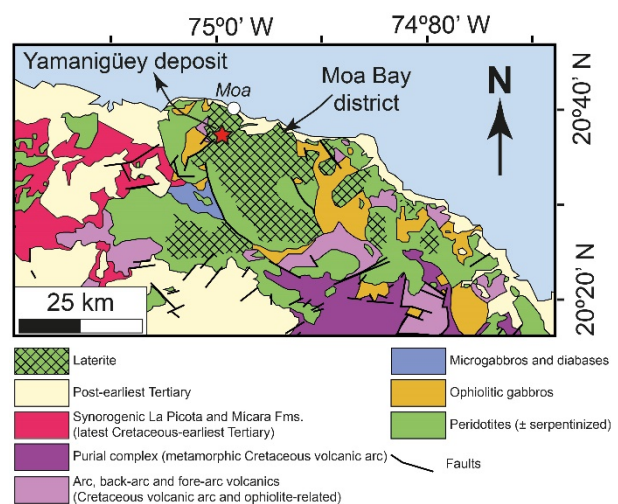 75º0’ W
74º80’ W
Yamanigüey deposit
Moa
Moa Bay
district
N
20º40’ N
20º20’ N
25 km
Laterite
Post-earliest Tertiary
Synorogenic La Picota and Micara Fms.
(latest Cretaceous-earliest Tertiary)
Purial complex (metamorphic Cretaceous volcanic arc)
Arc, back-arc and fore-arc volcanics
(Cretaceous volcanic arc and ophiolite-related)
Microgabbros and diabases
Ophiolitic gabbros
Peridotites (± serpentinized)
Faults